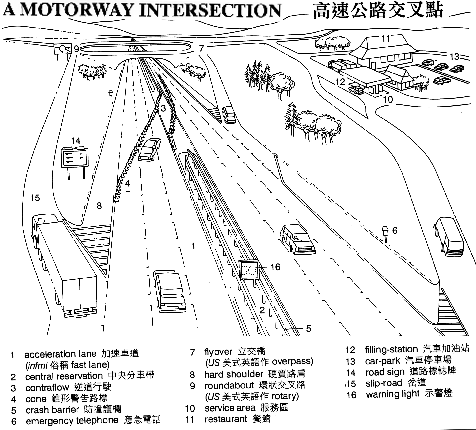 A MOTORWAY INTERSECTION 高速公路交叉點
9
7
11
13
12
6
3
10
14
4
15
8
1
6
16
1
2
1
5
1 acceleration lane 加速車道
(infml 俗稱 fast lane)
2 central reservation 中央分車帶
3 contraflow 逆道行駛
4 cone 錐形警告路標
5 crash barrier 防撞護欄
6 emergency telephone 應急電話
7 flyover 立交橋
(US 美式英語作 overpass)
8 hard shoulder 硬質路肩
9 roundabout 環狀交叉路
(US 美式英語作 rotary)
10 service area 服務區
11 restaurant 餐館
12 filling-station 汽車加油站
13 car-park 汽車停車場
14 road sign 道路標誌牌
15 slip-road 岔道
16 warning light 示警燈